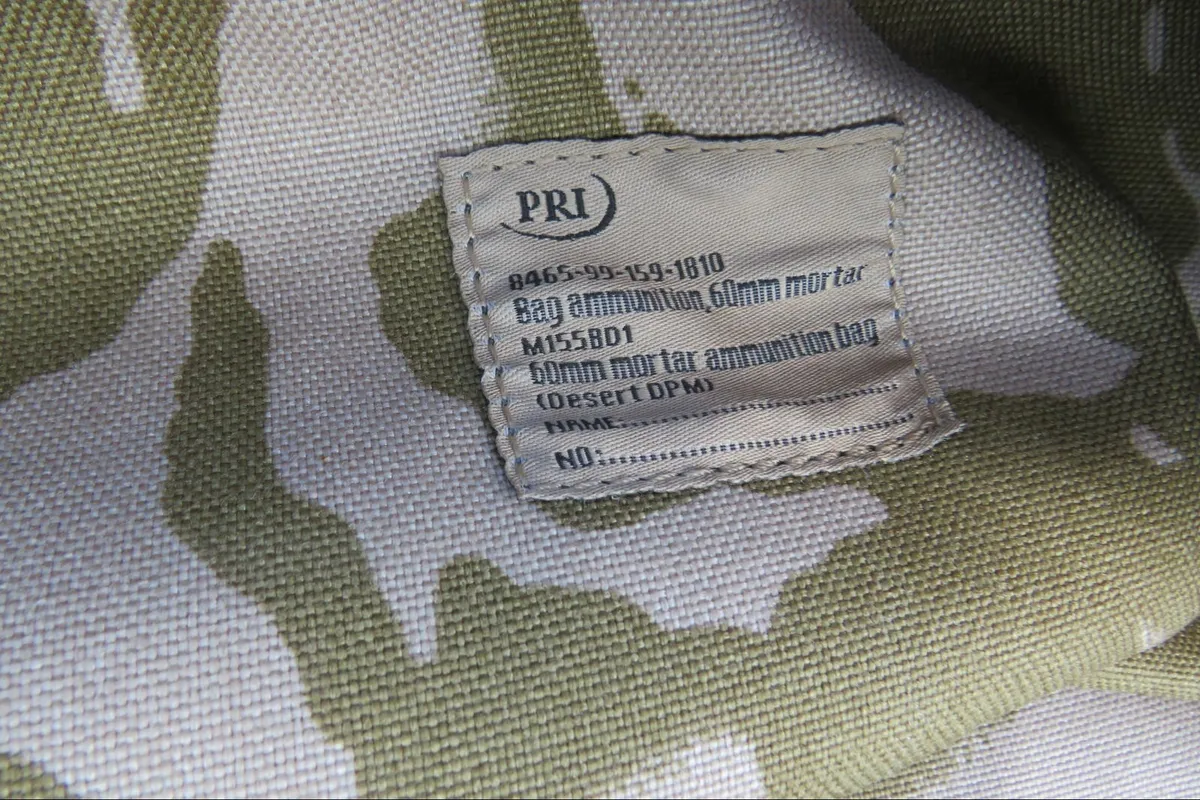 PRI
8465-99-159-1810
Bag ammunition, 60mm mortar
M155BD1
60mm mortar ammunition bag
(Desert DPM)
NAME:..............................
NO:..............................